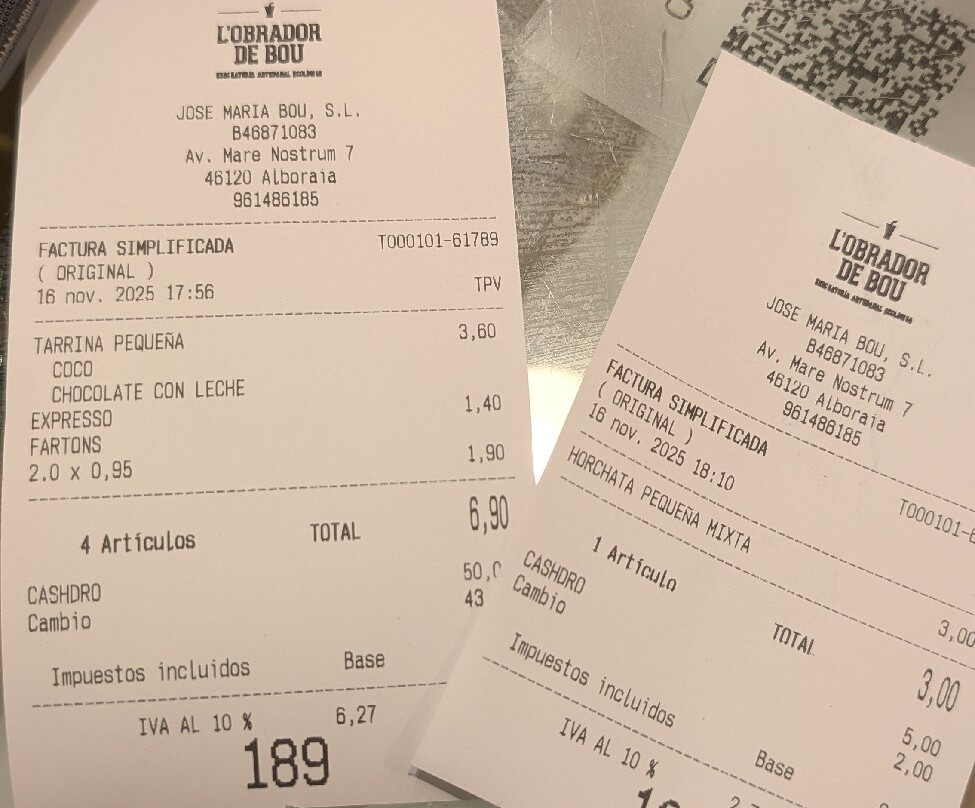 L'OBRADOR
DE BOU
JOSE MARIA BOU, S.L.
B46871083
Av. Mare Nostrum 7
46120 Alboraia
961486185
FACTURA SIMPLIFICADA T000101-61789
( ORIGINAL )
16 nov. 2025 17:56 TPV
TARRINA PEQUEÑA 3,60
COCO
CHOCOLATE CON LECHE
EXPRESSO 1,40
FARTONS
2.0 x 0,95 1,90
4 Artículos TOTAL 6,90
CASHDRO 50,0
Cambio 43
Impuestos incluidos Base
IVA AL 10 % 6,27
189
L'OBRADOR
DE BOU
JOSE MARIA BOU, S.L.
B46871083
Av. Mare Nostrum 7
46120 Alboraia
961486185
FACTURA SIMPLIFICADA T000101-6
( ORIGINAL )
16 nov. 2025 18:10
HORCHATA PEQUEÑA MIXTA 3,00
1 Artículo TOTAL 3,00
CASHDRO 5,00
Cambio 2,00
Impuestos incluidos Base
IVA AL 10 %